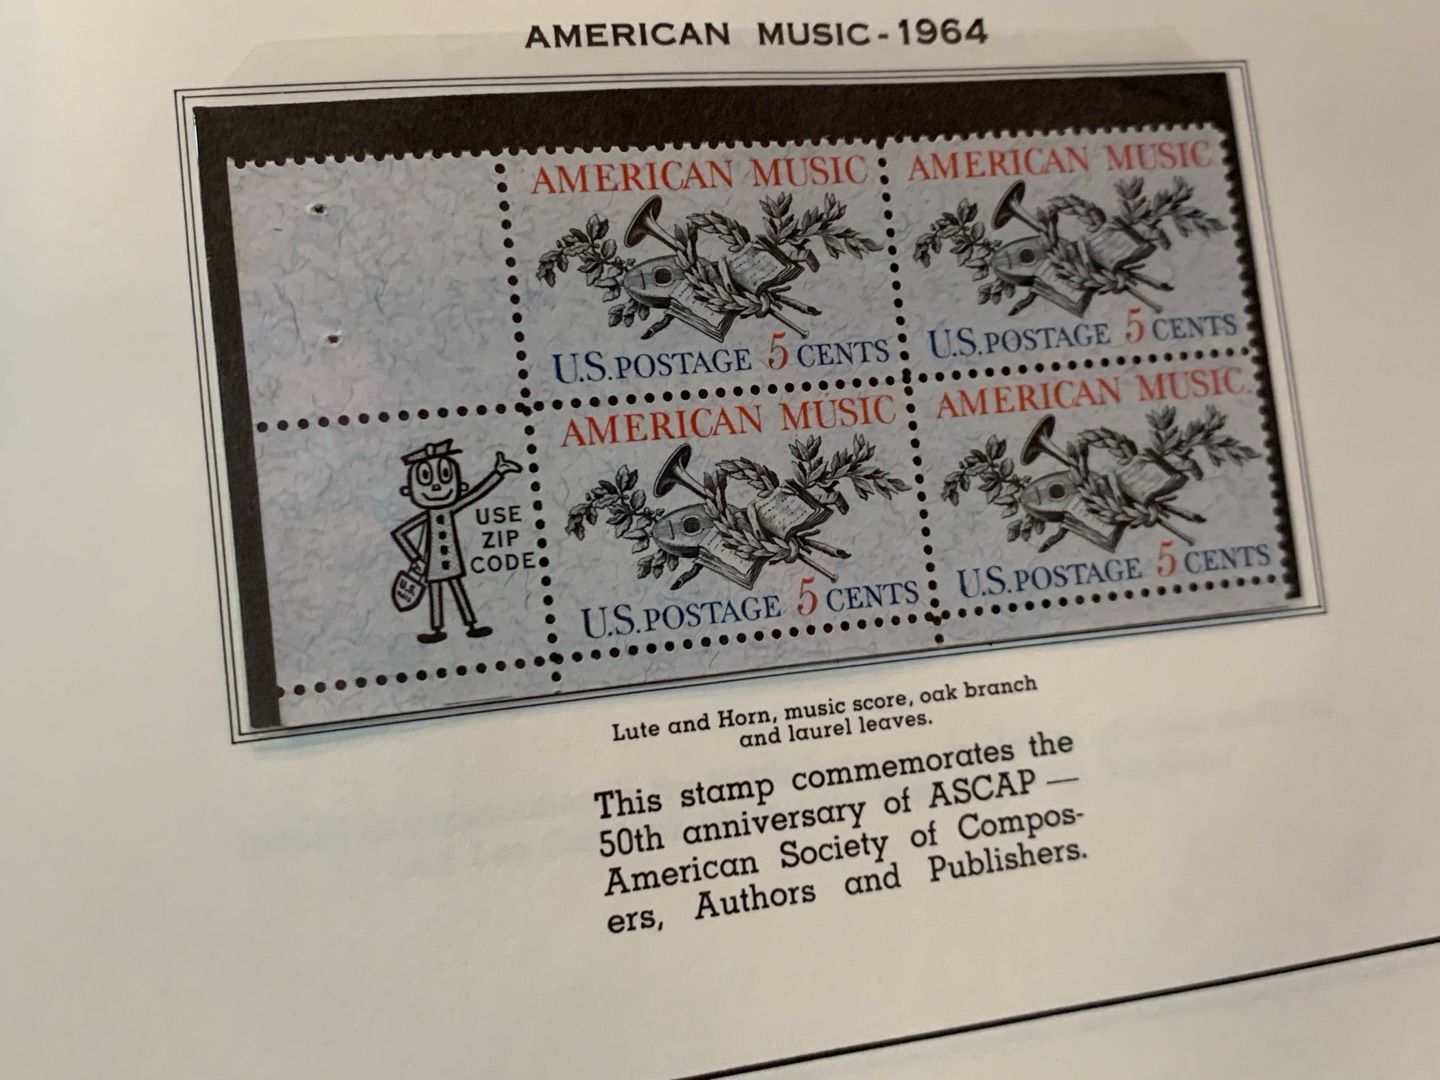 AMERICAN MUSIC-1964
AMERICAN MUSIC
U.S.POSTAGE 5 CENTS
AMERICAN MUSIC
U.S.POSTAGE 5 CENTS
USE
ZIP
CODE
AMERICAN MUSIC
U.S.POSTAGE 5 CENTS
AMERICAN MUSIC
U.S.POSTAGE 5 CENTS
Lute and Horn, music score, oak branch
and laurel leaves.
This stamp commemorates the
50th anniversary of ASCAP —
American Society of Compos-
ers, Authors and Publishers.